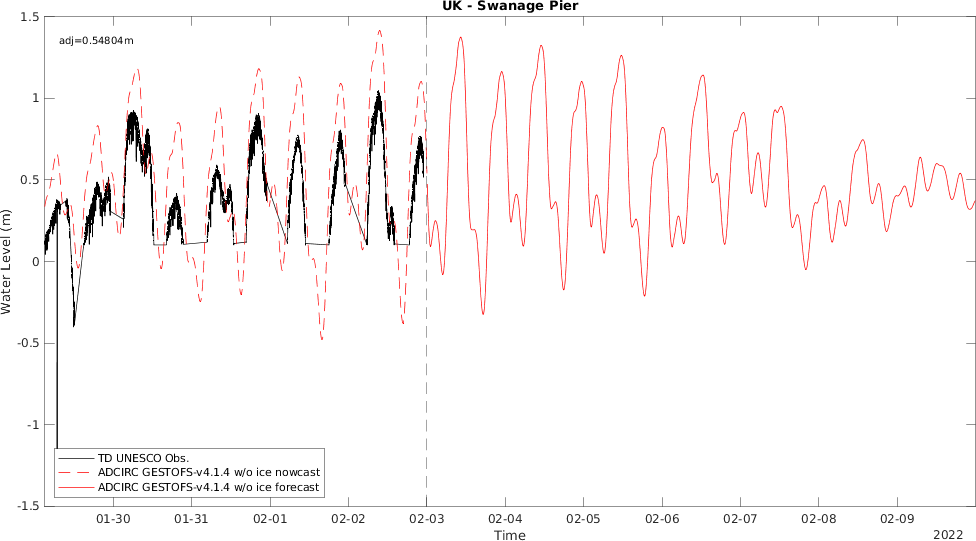 UK - Swanage Pier
adj=0.54804m
1.5
1
0.5
0
-0.5
-1
-1.5
Water Level (m)
TD UNESCO Obs.
ADCIRC GESTOFS-v4.1.4 w/o ice nowcast
ADCIRC GESTOFS-v4.1.4 w/o ice forecast
01-30 01-31 02-01 02-02 02-03 02-04 02-05 02-06 02-07 02-08 02-09
Time
2022